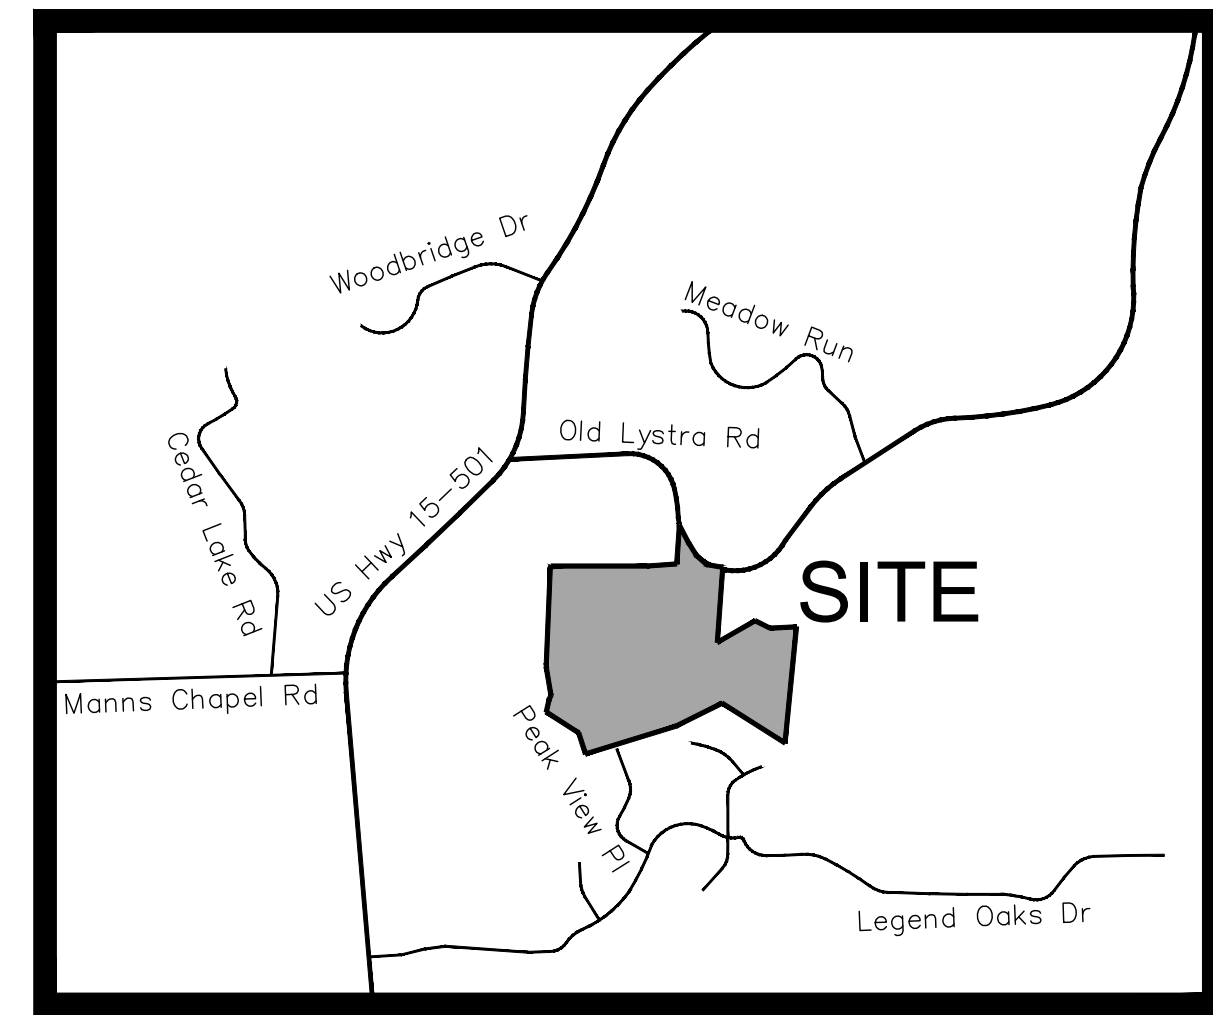 Woodbridge Dr
Meadow Run
Old Lystra Rd
Cedar Lake Rd
US Hwy 15-501
SITE
Manns Chapel Rd
Peak View Pl
Legend Oaks Dr